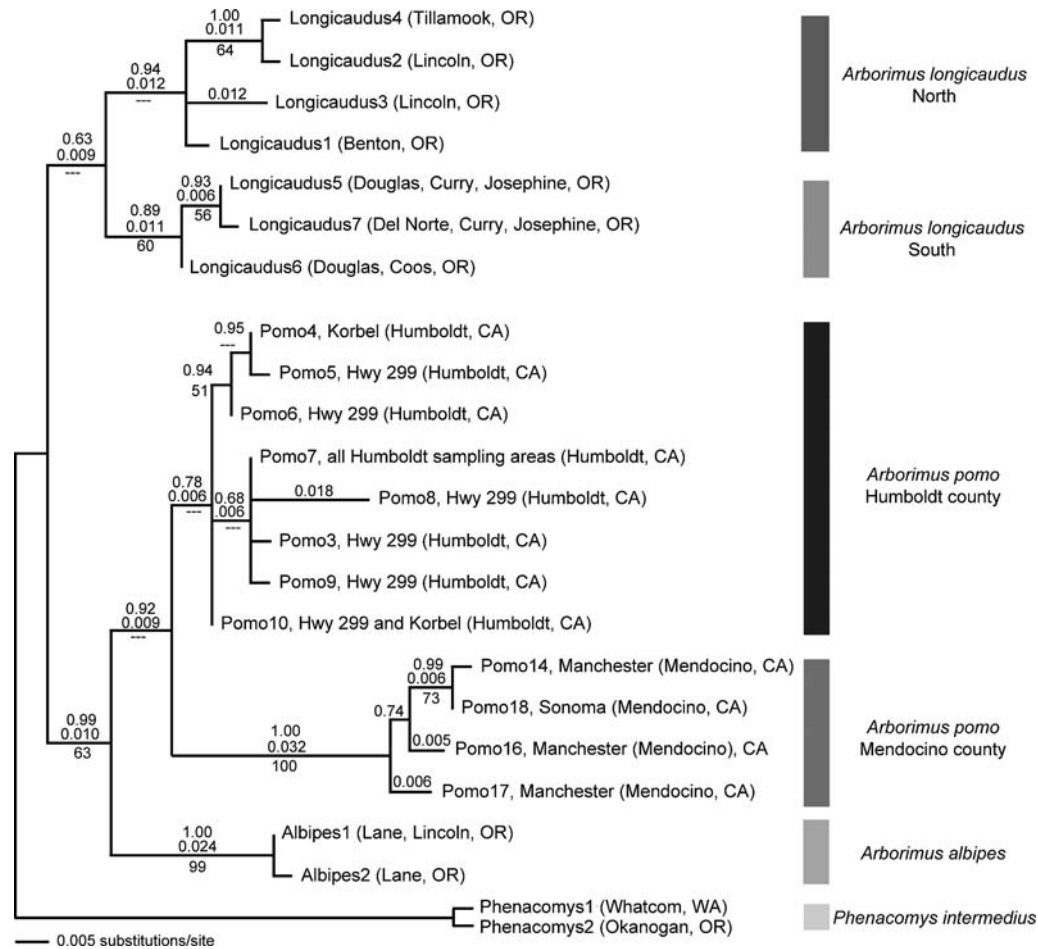 1.00
0.011
64
Longicaudus4 (Tillamook, OR)
Longicaudus2 (Lincoln, OR)
0.94
0.012
---
0.012
Longicaudus3 (Lincoln, OR)
Longicaudus1 (Benton, OR)
Arborimus longicaudus
North
0.63
0.009
---
0.93
0.006
56
Longicaudus5 (Douglas, Curry, Josephine, OR)
Longicaudus7 (Del Norte, Curry, Josephine, OR)
0.89
0.011
60
Longicaudus6 (Douglas, Coos, OR)
Arborimus longicaudus
South
0.95
---
Pomo4, Korbel (Humboldt, CA)
0.94
51
Pomo5, Hwy 299 (Humboldt, CA)
Pomo6, Hwy 299 (Humboldt, CA)
Pomo7, all Humboldt sampling areas (Humboldt, CA)
0.78
0.006
---
0.68
.006
---
0.018
Pomo8, Hwy 299 (Humboldt, CA)
Pomo3, Hwy 299 (Humboldt, CA)
Pomo9, Hwy 299 (Humboldt, CA)
Pomo10, Hwy 299 and Korbel (Humboldt, CA)
Arborimus pomo
Humboldt county
0.92
0.009
---
0.99
0.006
73
Pomo14, Manchester (Mendocino, CA)
Pomo18, Sonoma (Mendocino, CA)
0.74
1.00
0.032
100
0.005
Pomo16, Manchester (Mendocino), CA
0.006
Pomo17, Manchester (Mendocino, CA)
Arborimus pomo
Mendocino county
0.99
0.010
63
1.00
0.024
99
Albipes1 (Lane, Lincoln, OR)
Albipes2 (Lane, OR)
Arborimus albipes
Phenacomys1 (Whatcom, WA)
Phenacomys2 (Okanogan, OR)
Phenacomys intermedius
0.005 substitutions/site